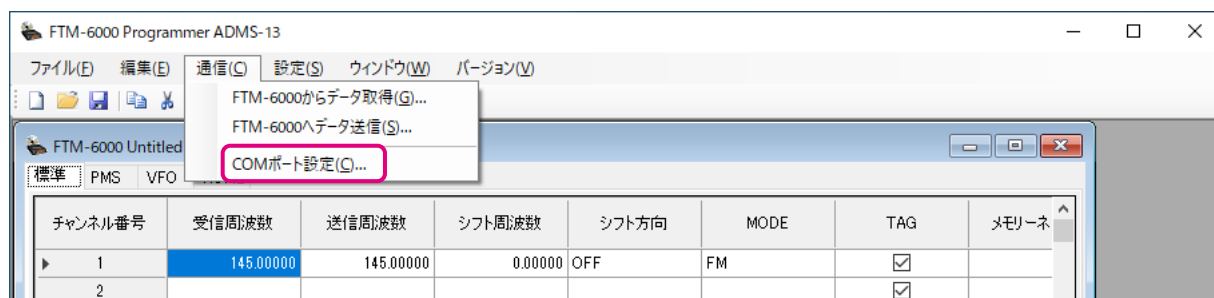 FTM-6000 Programmer ADMS-13
ファイル(F) 編集(E) 通信(C) 設定(S) ウィンドウ(W) バージョン(V)
FTM-6000からデータ取得(G)...
FTM-6000へデータ送信(S)...
COMポート設定(C)...
FTM-6000 Untitled
標準 PMS VFO
チャンネル番号 受信周波数 送信周波数 シフト周波数 シフト方向 MODE TAG メモリーネ
1 145.00000 145.00000 0.00000 OFF FM
2